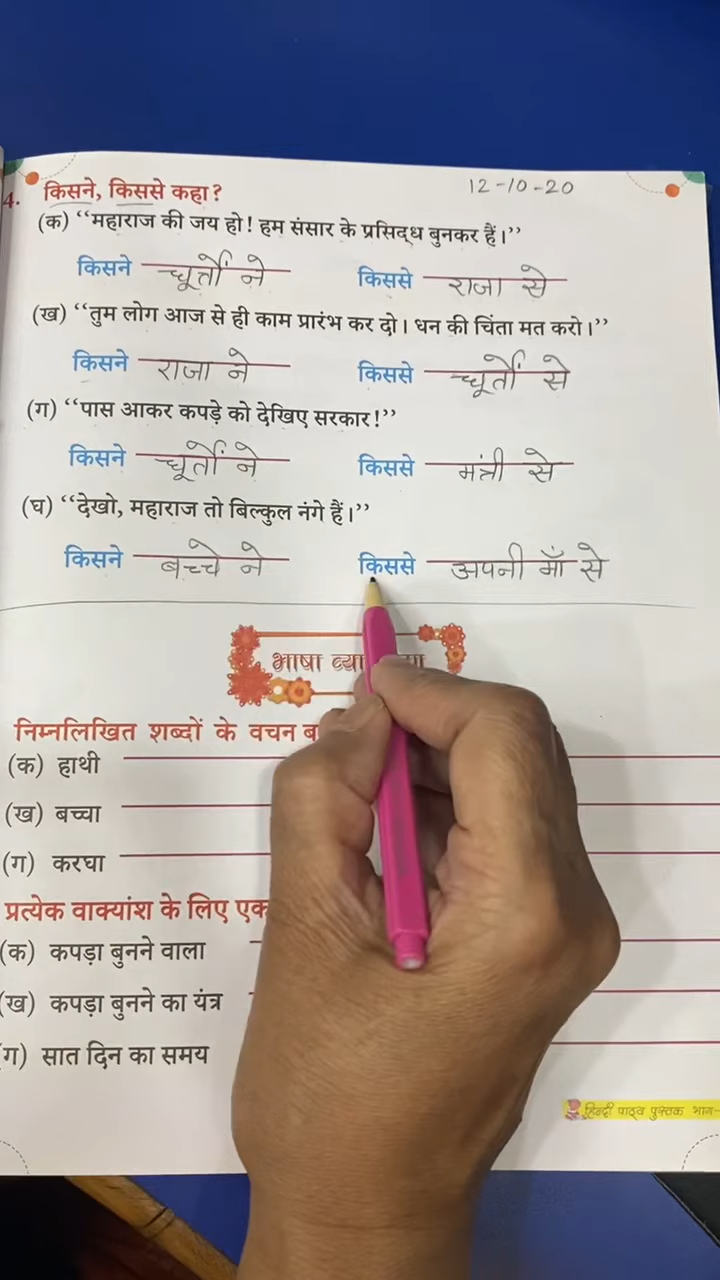 12-10-20
4. किसने, किससे कहा?
(क) ‘‘महाराज की जय हो! हम संसार के प्रसिद्ध बुनकर हैं।’’
किसने धूर्तों ने किससे राजा से
(ख) ‘‘तुम लोग आज से ही काम प्रारंभ कर दो। धन की चिंता मत करो।’’
किसने राजा ने किससे धूर्तों से
(ग) ‘‘पास आकर कपड़े को देखिए सरकार!’’
किसने धूर्तों ने किससे मंत्री से
(घ) ‘‘देखो, महाराज तो बिल्कुल नंगे हैं।’’
किसने बच्चे ने किससे अपनी माँ से
भाषा
निम्नलिखित शब्दों के वचन
(क) हाथी
(ख) बच्चा
(ग) करघा
प्रत्येक वाक्यांश के लिए एक
(क) कपड़ा बुनने वाला
(ख) कपड़ा बुनने का यंत्र
ग) सात दिन का समय
हिन्दी पाठ्य पुस्तक भाग-